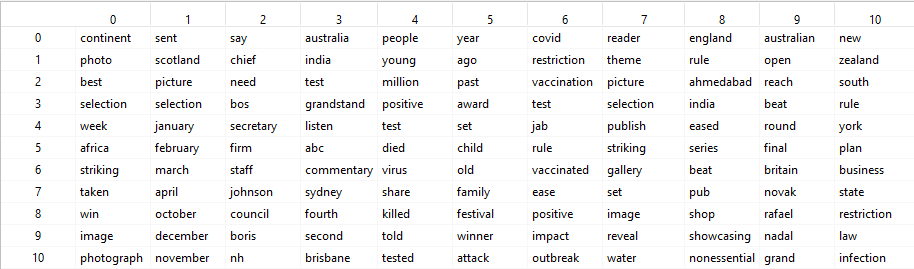 0 1 2 3 4 5 6 7 8 9 10
0 continent sent say australia people year covid reader england australian new
1 photo scotland chief india young ago restriction theme rule open zealand
2 best picture need test million past vaccination picture ahmedabad reach south
3 selection selection bos grandstand positive award test selection india beat rule
4 week january secretary listen test set jab publish eased round york
5 africa february firm abc died child rule striking series final plan
6 striking march staff commentary virus old vaccinated gallery beat britain business
7 taken april johnson sydney share family ease set pub novak state
8 win october council fourth killed festival positive image shop rafael restriction
9 image december boris second told winner impact reveal showcasing nadal law
10 photograph november nh brisbane tested attack outbreak water nonessential grand infection